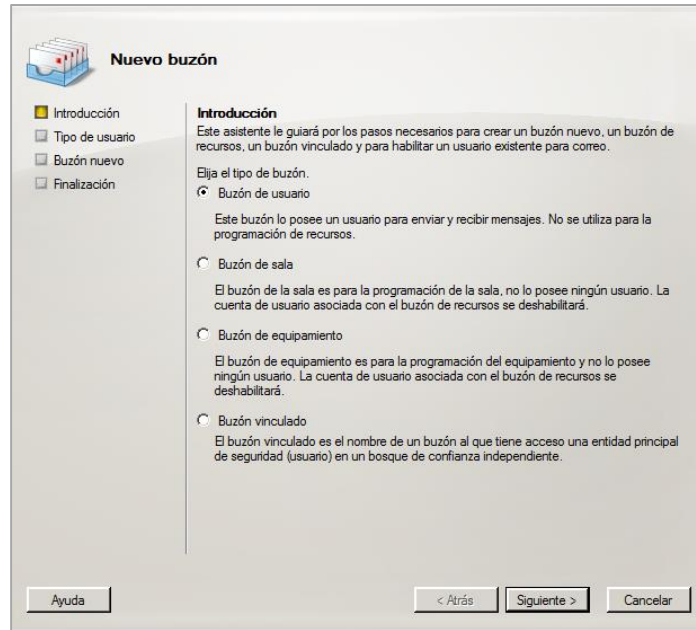 Nuevo buzón
Introducción
Tipo de usuario
Buzón nuevo
Finalización
Introducción
Este asistente le guiará por los pasos necesarios para crear un buzón nuevo, un buzón de
recursos, un buzón vinculado y para habilitar un usuario existente para correo.
Elija el tipo de buzón.
Buzón de usuario
Este buzón lo posee un usuario para enviar y recibir mensajes. No se utiliza para la
programación de recursos.
Buzón de sala
El buzón de la sala es para la programación de la sala, no lo posee ningún usuario. La
cuenta de usuario asociada con el buzón de recursos se deshabilitará.
Buzón de equipamiento
El buzón de equipamiento es para la programación del equipamiento y no lo posee
ningún usuario. La cuenta de usuario asociada con el buzón de recursos se
deshabilitará.
Buzón vinculado
El buzón vinculado es el nombre de un buzón al que tiene acceso una entidad principal
de seguridad (usuario) en un bosque de confianza independiente.
Ayuda
< Atrás
Siguiente >
Cancelar